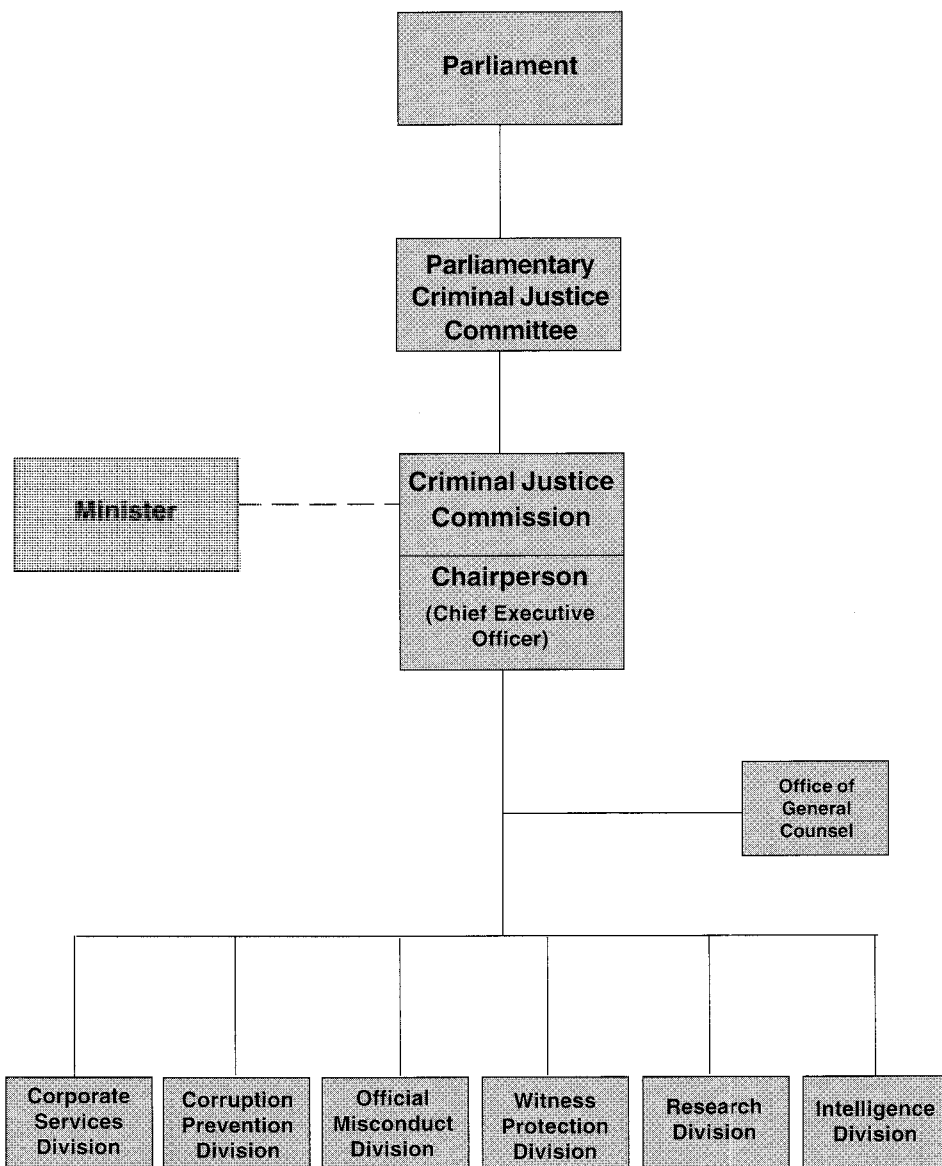 Parliament
Parliamentary
Criminal Justice
Committee
Minister
Criminal Justice
Commission
Chairperson
(Chief Executive
Officer)
Office of
General
Counsel
Corporate
Services
Division
Corruption
Prevention
Division
Official
Misconduct
Division
Witness
Protection
Division
Research
Division
Intelligence
Division